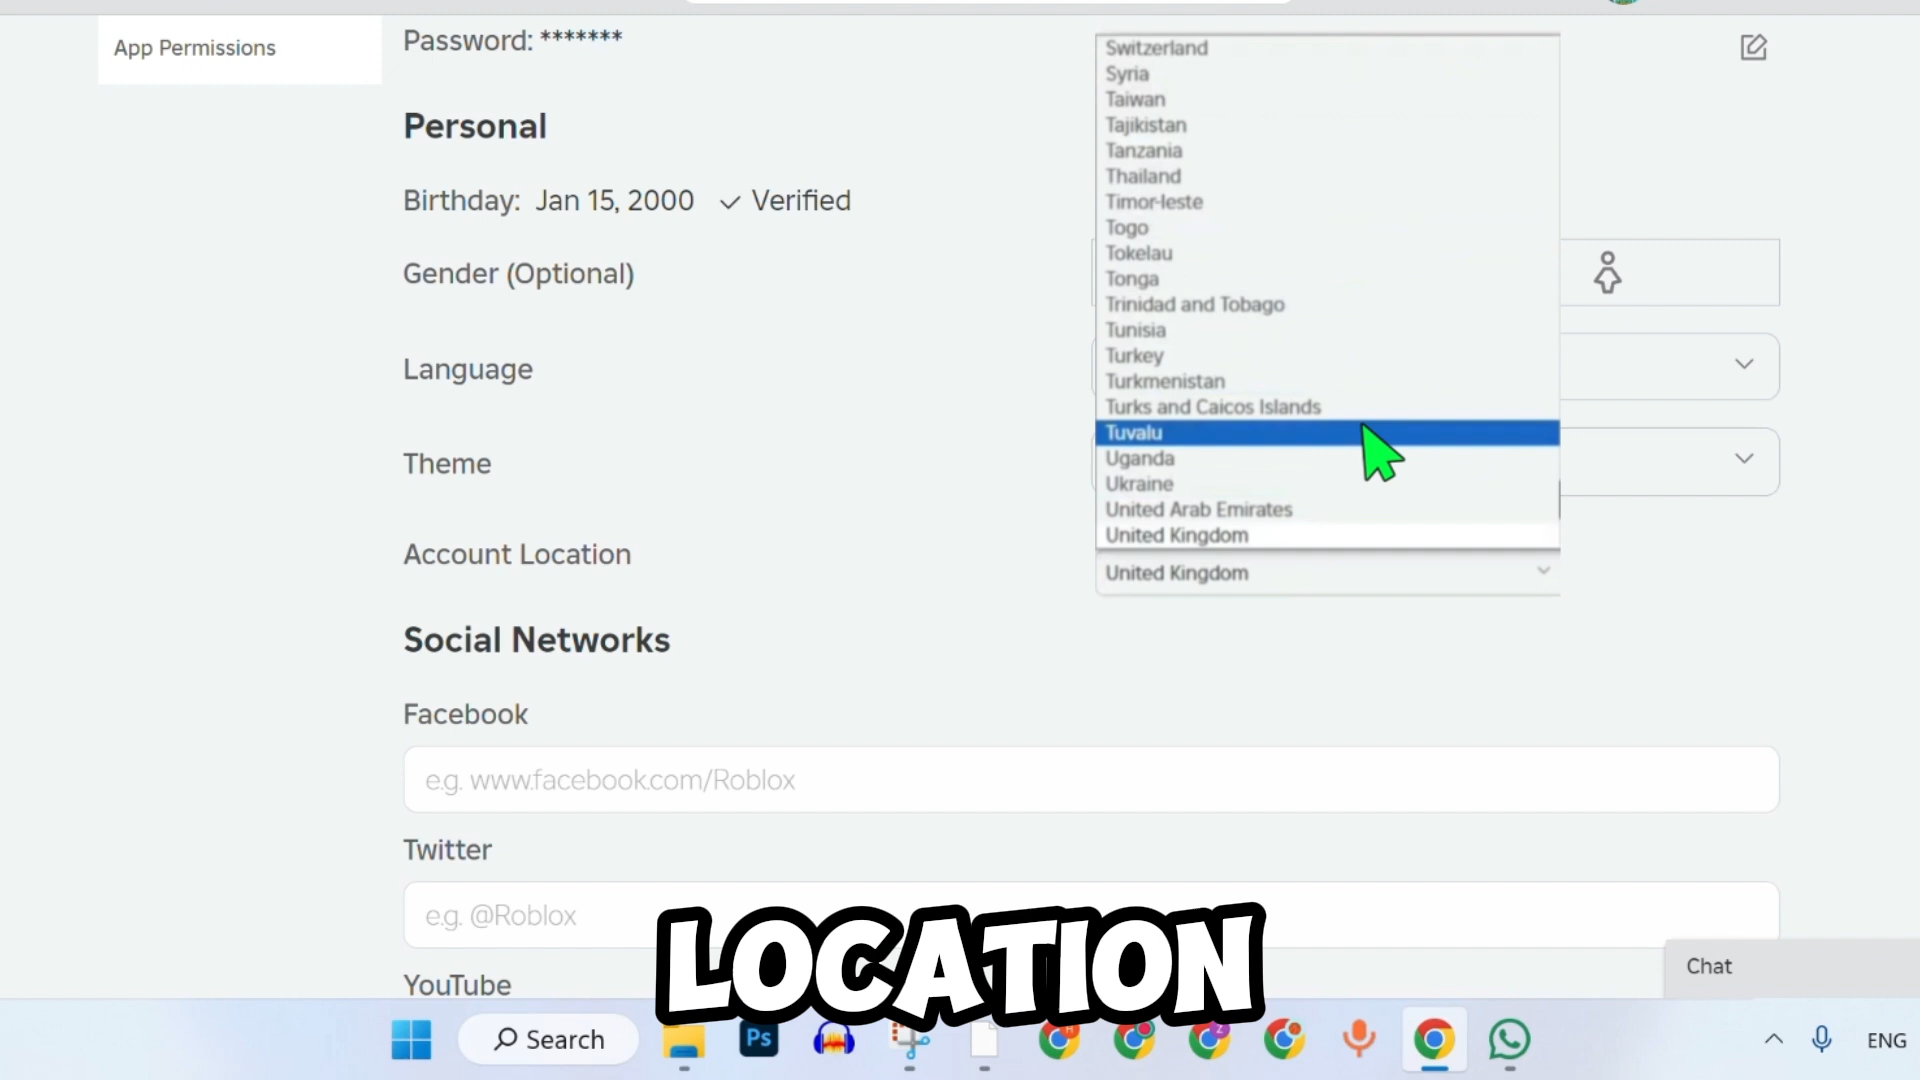 App Permissions
Password: *******
Personal
Birthday: Jan 15, 2000 ✓ Verified
Gender (Optional)
Language
Theme
Account Location
Switzerland
Syria
Taiwan
Tajikistan
Tanzania
Thailand
Timor-leste
Togo
Tokelau
Tonga
Trinidad and Tobago
Tunisia
Turkey
Turkmenistan
Turks and Caicos Islands
Tuvalu
Uganda
Ukraine
United Arab Emirates
United Kingdom
United Kingdom
Social Networks
Facebook
e.g. www.facebook.com/Roblox
Twitter
e.g. @Roblox
YouTube
LOCATION
Chat
Search
Ps
H
Z
ENG